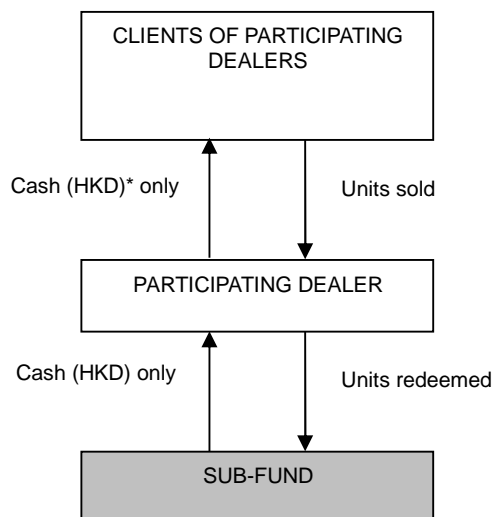 CLIENTS OF PARTICIPATING
DEALERS
Cash (HKD)* only
Units sold
PARTICIPATING DEALER
Cash (HKD) only
Units redeemed
SUB-FUND